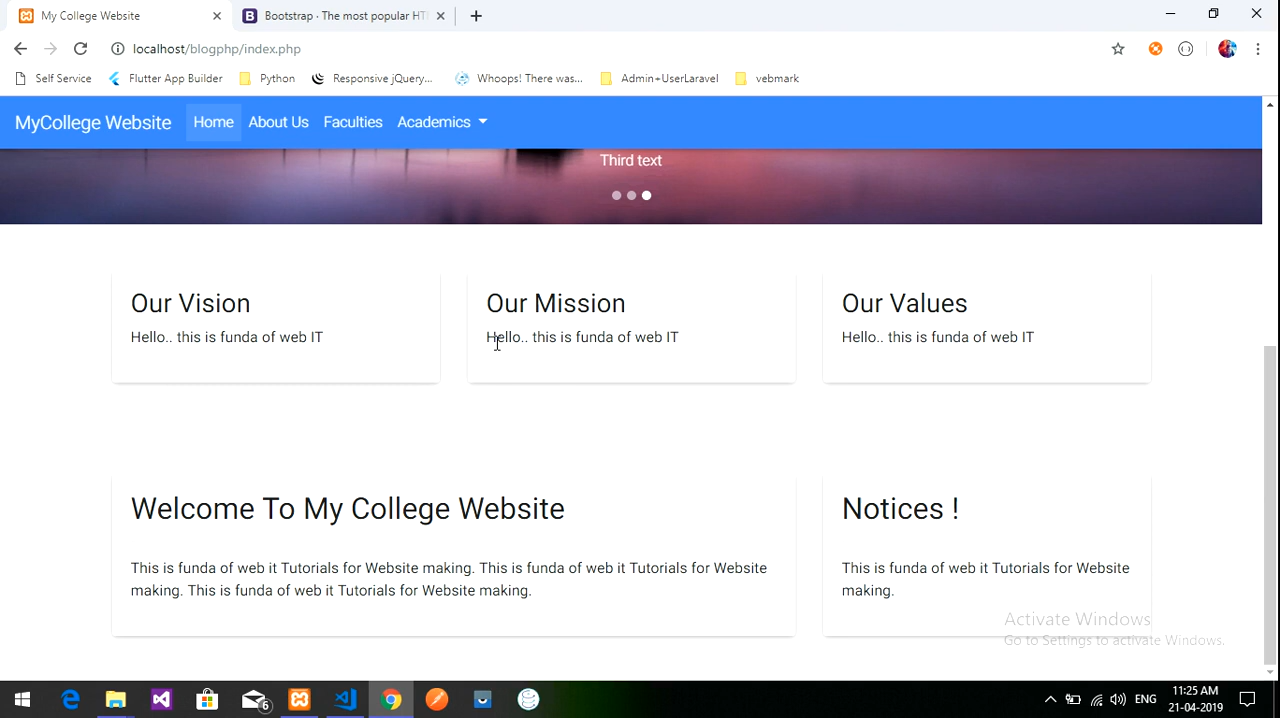 My College Website
Bootstrap · The most popular HT
localhost/blogphp/index.php
Self Service
Flutter App Builder
Python
Responsive jQuery...
Whoops! There was...
Admin+UserLaravel
vebmark
MyCollege Website
Home
About Us
Faculties
Academics
Third text
Our Vision
Hello.. this is funda of web IT
Our Mission
Hello.. this is funda of web IT
Our Values
Hello.. this is funda of web IT
Welcome To My College Website
This is funda of web it Tutorials for Website making. This is funda of web it Tutorials for Website
making. This is funda of web it Tutorials for Website making.
Notices !
This is funda of web it Tutorials for Website
making.
Activate Windows
Go to Settings to activate Windows.
6
ENG
11:25 AM
21-04-2019